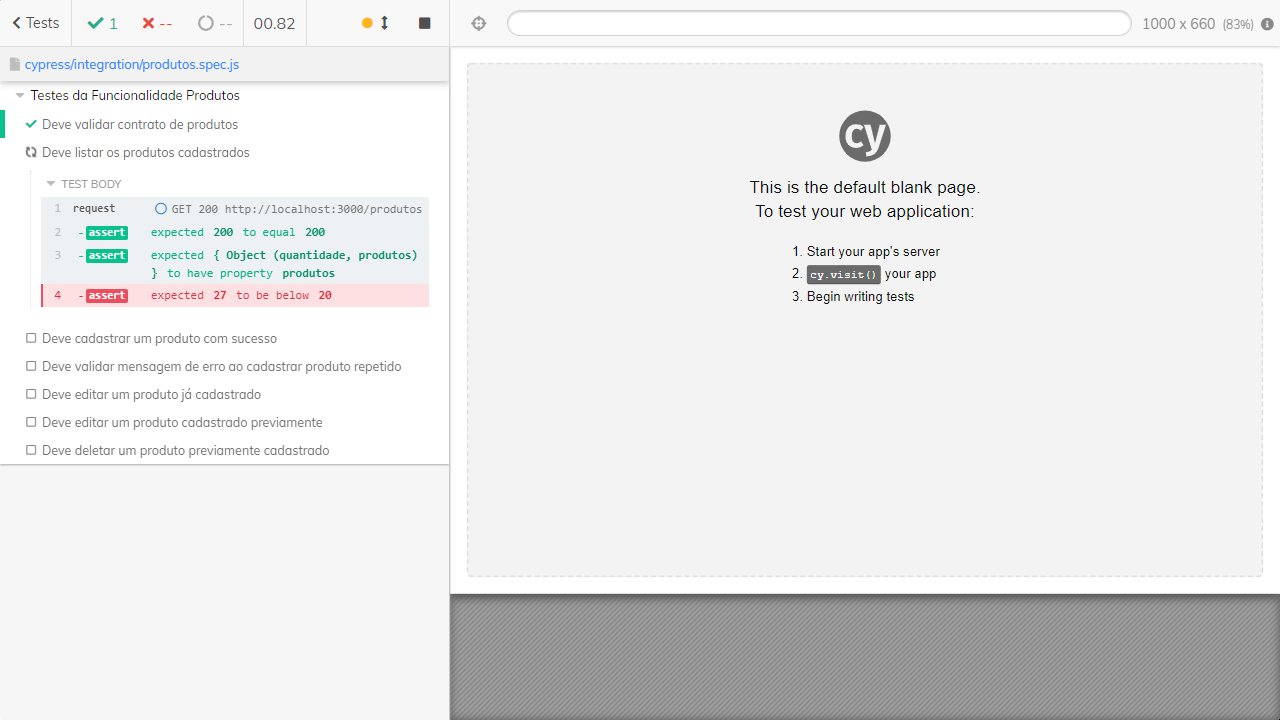 Tests 1 -- -- 00.82 1000 x 660 (83%)
cypress/integration/produtos.spec.js
Testes da Funcionalidade Produtos
Deve validar contrato de produtos
Deve listar os produtos cadastrados
TEST BODY
1 request GET 200 http://localhost:3000/produtos
2 -assert expected 200 to equal 200
3 -assert expected { Object (quantidade, produtos)
} to have property produtos
4 -assert expected 27 to be below 20
Deve cadastrar um produto com sucesso
Deve validar mensagem de erro ao cadastrar produto repetido
Deve editar um produto já cadastrado
Deve editar um produto cadastrado previamente
Deve deletar um produto previamente cadastrado
cy
This is the default blank page.
To test your web application:
1. Start your app's server
2. cy.visit() your app
3. Begin writing tests